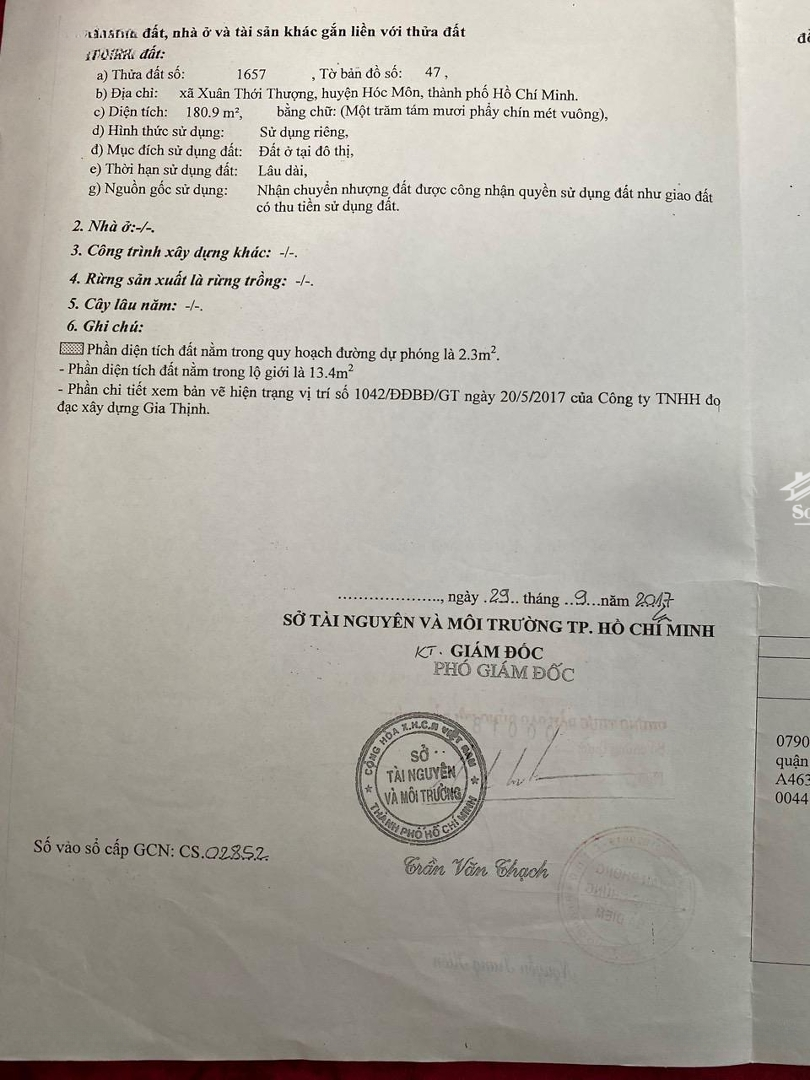 đất, nhà ở và tài sản khác gắn liền với thửa đất
đất:
a) Thửa đất số: 1657 , Tờ bản đồ số: 47 ,
b) Địa chỉ: xã Xuân Thới Thượng, huyện Hóc Môn, thành phố Hồ Chí Minh.
c) Diện tích: 180.9 m², bằng chữ: (Một trăm tám mươi phẩy chín mét vuông),
d) Hình thức sử dụng: Sử dụng riêng,
đ) Mục đích sử dụng đất: Đất ở tại đô thị,
e) Thời hạn sử dụng đất: Lâu dài,
g) Nguồn gốc sử dụng: Nhận chuyển nhượng đất được công nhận quyền sử dụng đất như giao đất
có thu tiền sử dụng đất.
2. Nhà ở:-/-.
3. Công trình xây dựng khác: -/-.
4. Rừng sản xuất là rừng trồng: -/-.
5. Cây lâu năm: -/-.
6. Ghi chú:
Phần diện tích đất nằm trong quy hoạch đường dự phóng là 2.3m².
- Phần diện tích đất nằm trong lộ giới là 13.4m²
- Phần chi tiết xem bản vẽ hiện trạng vị trí số 1042/ĐĐBĐ/GT ngày 20/5/2017 của Công ty TNHH đo
đạc xây dựng Gia Thịnh.
...................., ngày .29.. tháng ..9...năm 2017
SỞ TÀI NGUYÊN VÀ MÔI TRƯỜNG TP. HỒ CHÍ MINH
KT. GIÁM ĐỐC
PHÓ GIÁM ĐỐC
CỘNG HÒA X.H.C.N VIỆT NAM
SỞ
TÀI NGUYÊN
VÀ MÔI TRƯỜNG
THÀNH PHỐ HỒ CHÍ MINH
Trần Văn Thạch
Số vào sổ cấp GCN: CS.02852.
0790
quận
A463
0044